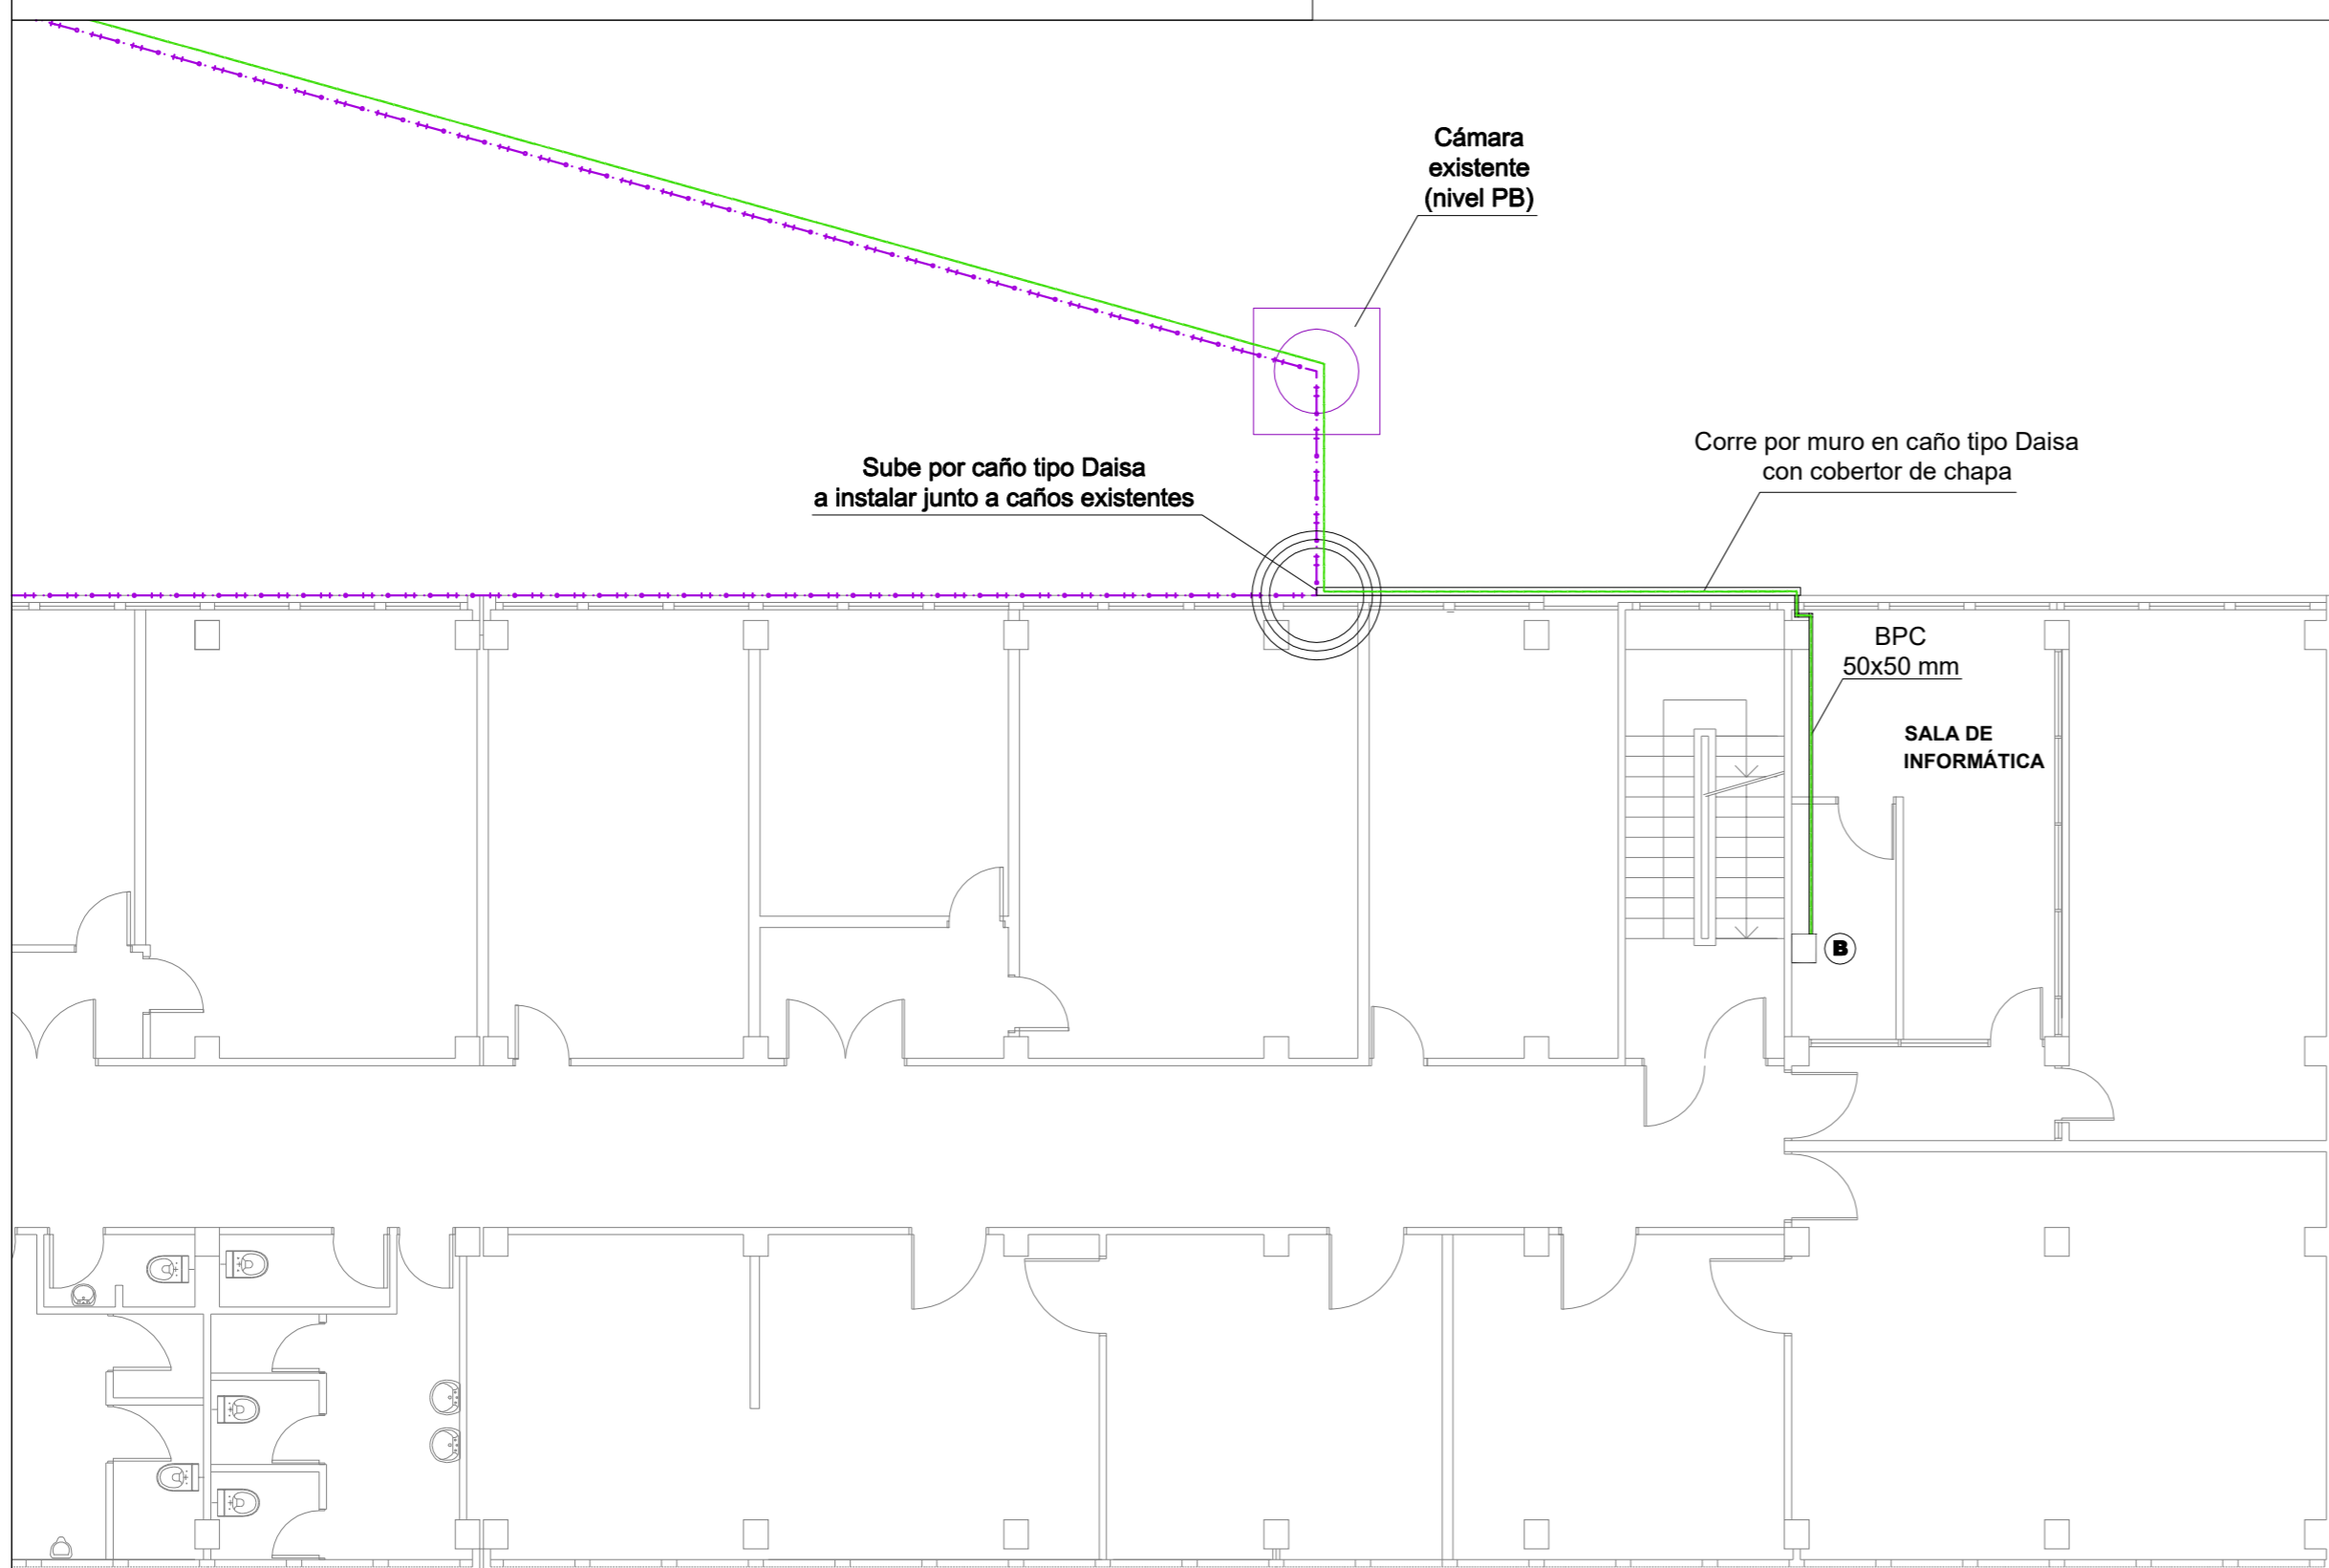 Cámara
existente
(nivel PB)
Sube por caño tipo Daisa
a instalar junto a caños existentes
Corre por muro en caño tipo Daisa
con cobertor de chapa
BPC
50x50 mm
SALA DE
INFORMÁTICA
B